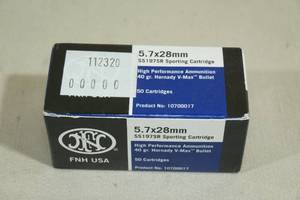 112320
00000
5.7x28mm
SS197SR Sporting Cartridge
High Performance Ammunition
40 gr. Hornady V-Max™ Bullet
50 Cartridges
Product No: 10700017
FN
FNH USA
5.7x28mm
SS197SR Sporting Cartridge
High Performance Ammunition
40 gr. Hornady V-Max™ Bullet
50 Cartridges
Product No: 10700017